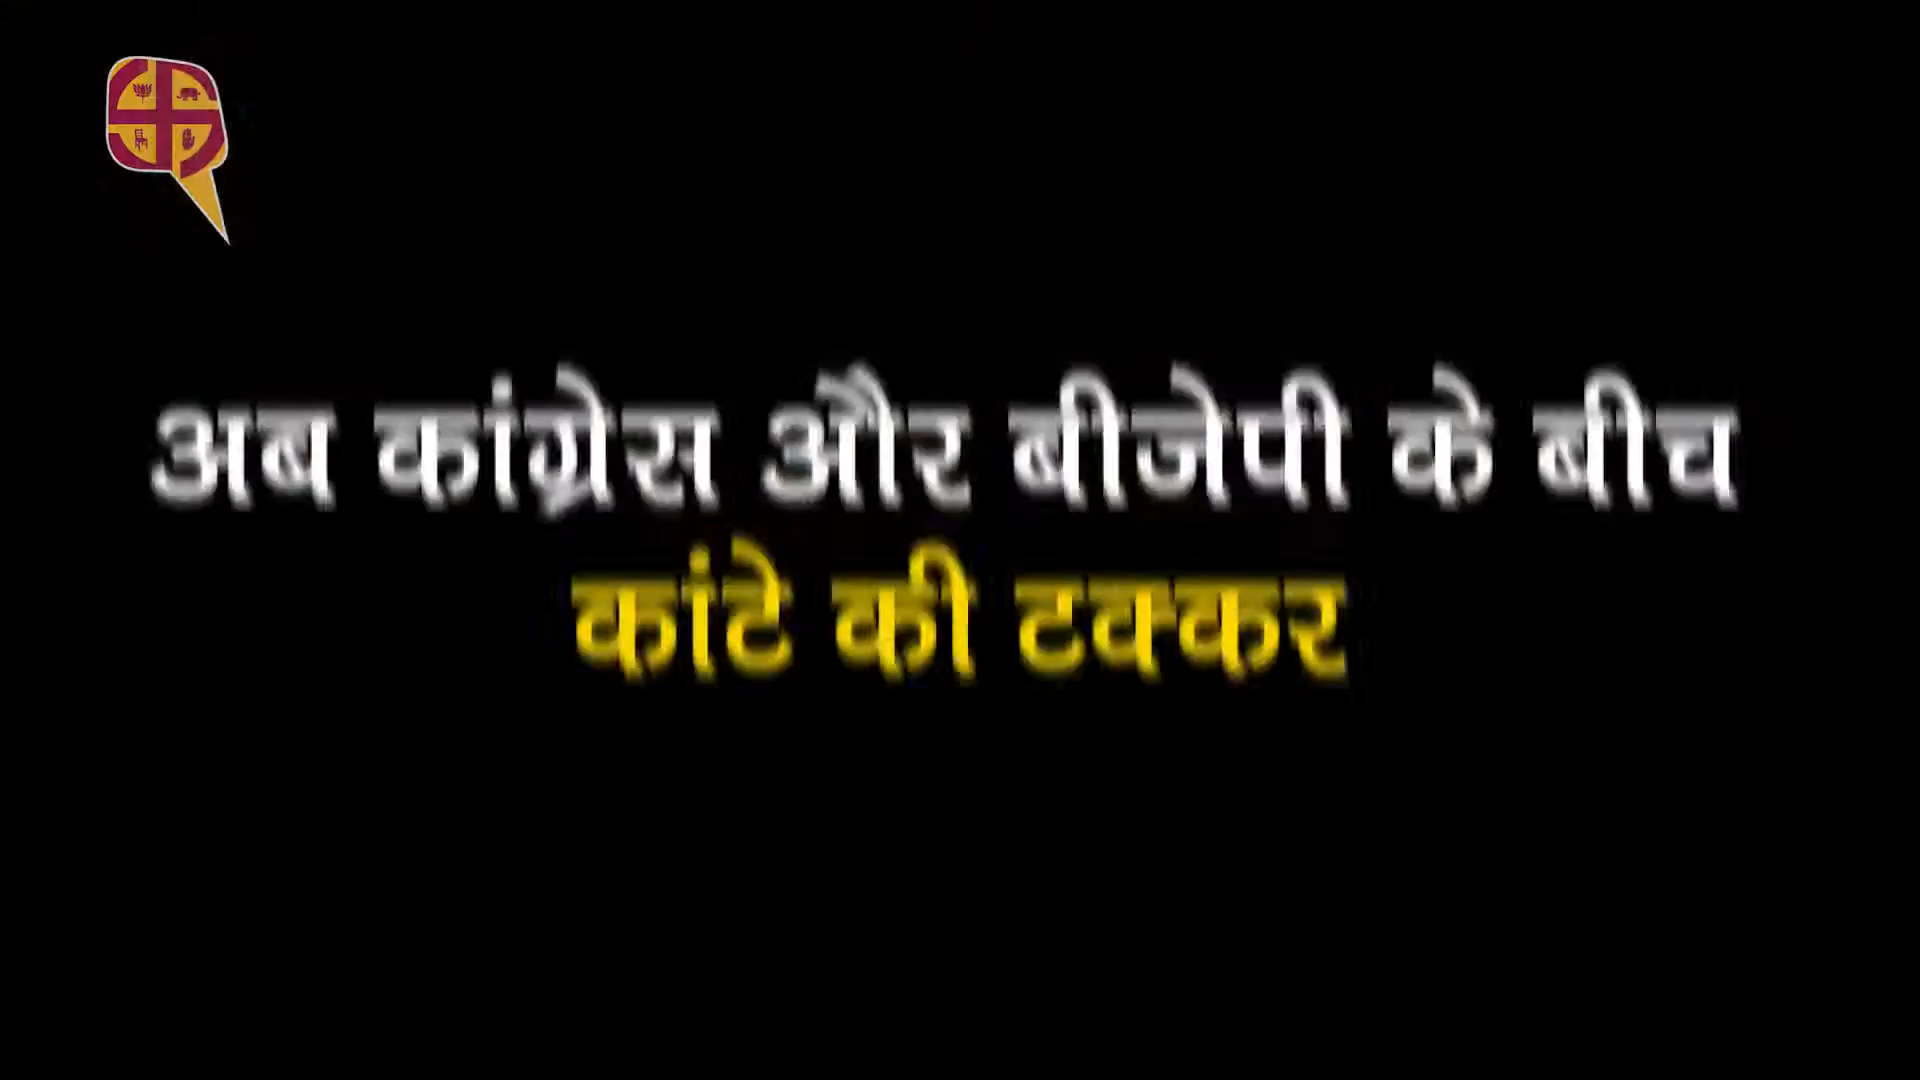 अब कांग्रेस और बीजेपी के बीच
कांटे की टक्कर